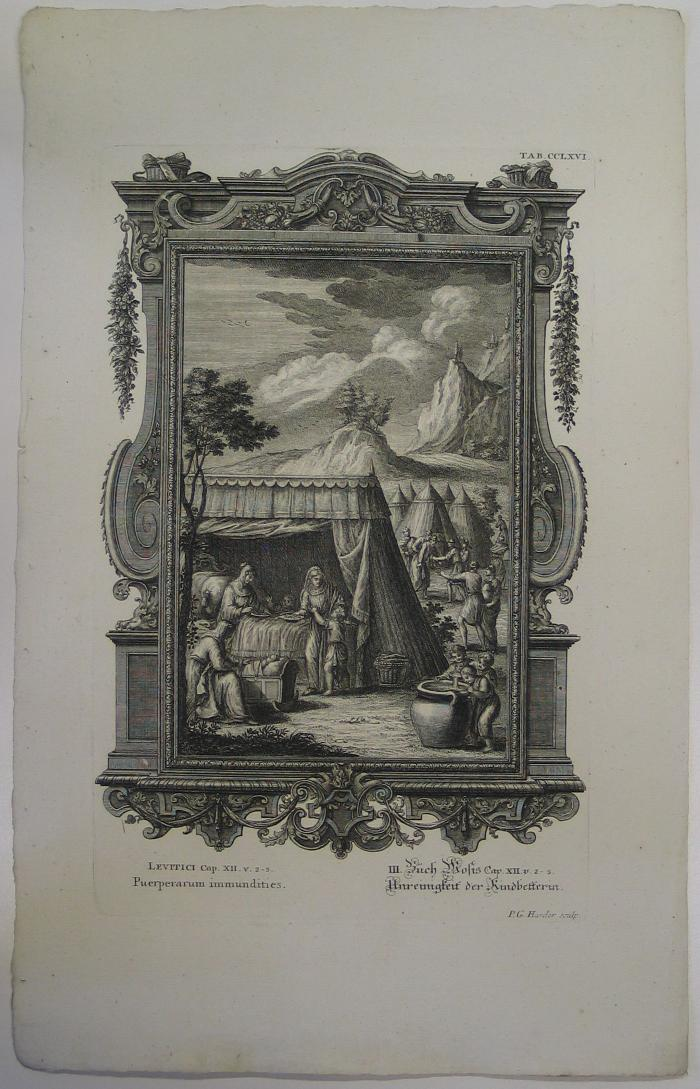 TAB. CCLXVI.
LEVITICI Cap. XII. v. 2-5.
Puerperarum immundities.
III. Buch Mosis Cap. XII. v. 2-5.
Unreinigkeit der Kindbetterin.
P. G. Harder sculp.